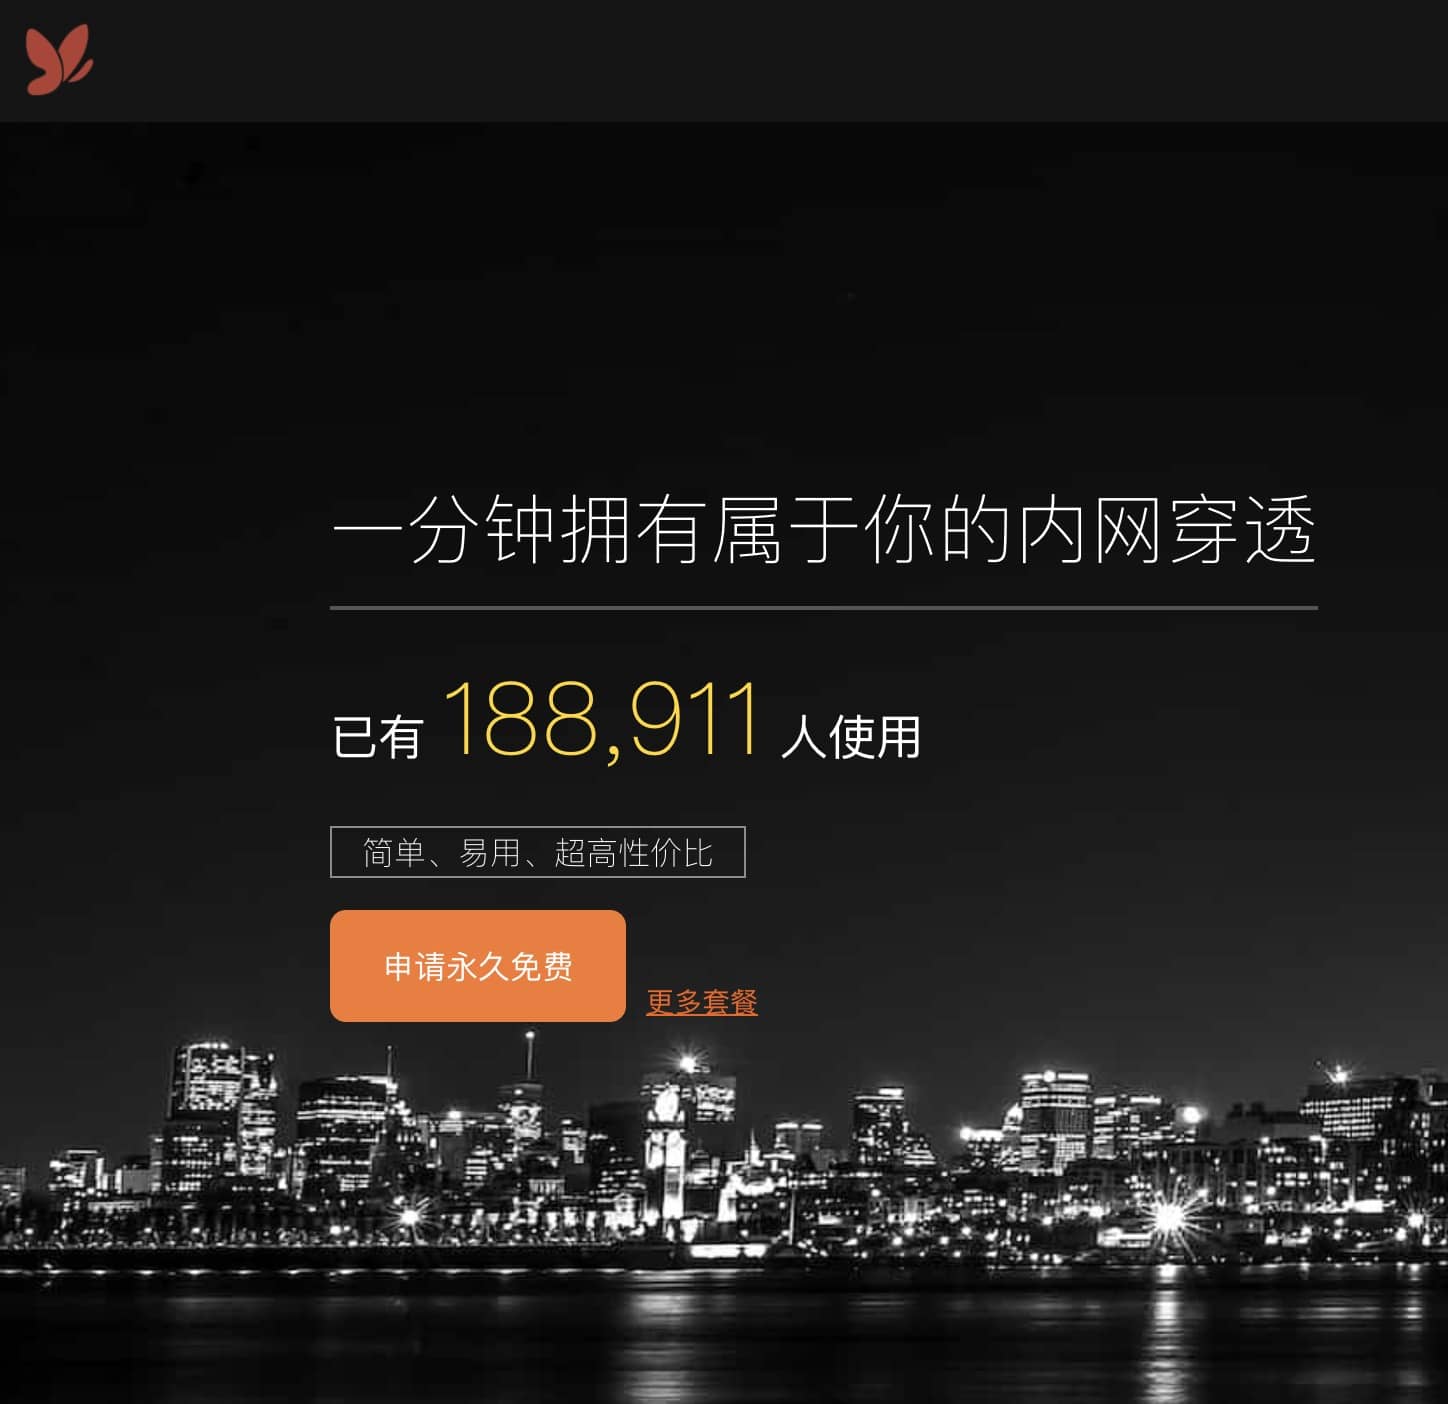 一分钟拥有属于你的内网穿透
已有 188,911 人使用
简单、易用、超高性价比
申请永久免费
更多套餐